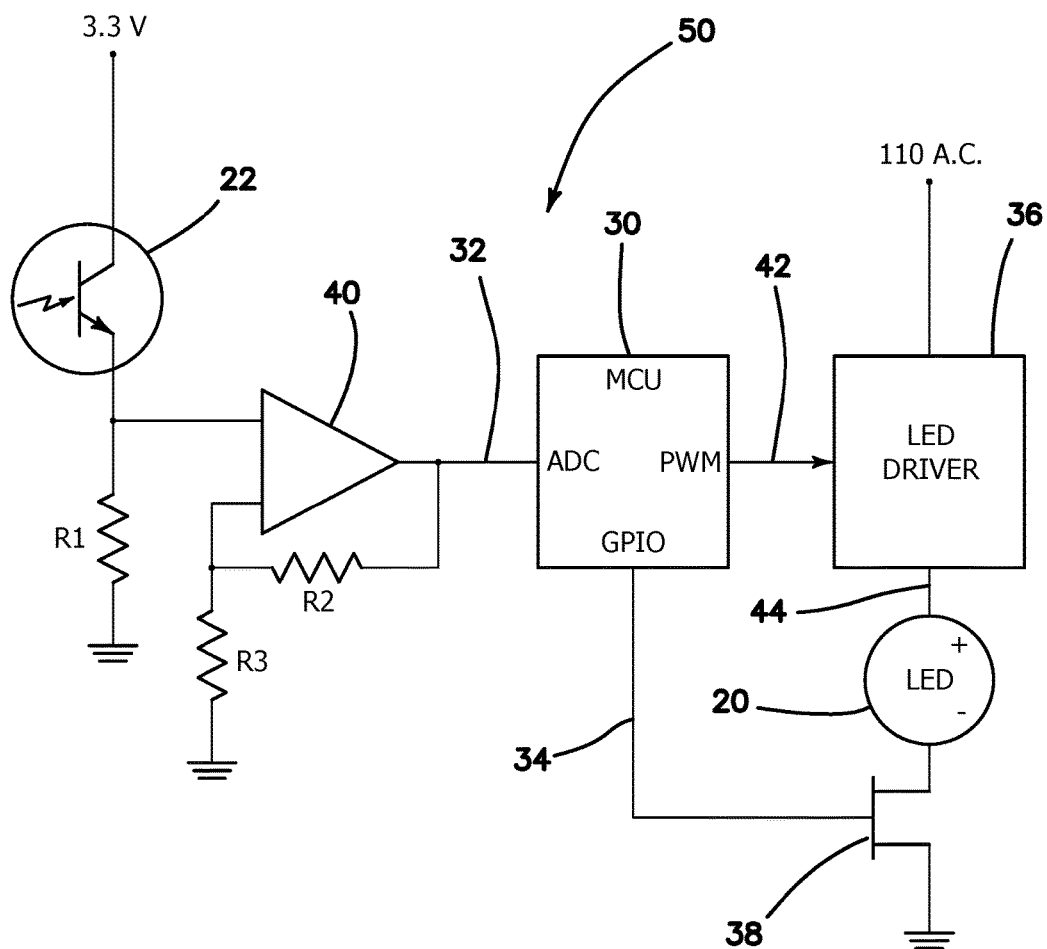 3.3 V
50
110 A.C.
22
36
30
32
42
40
MCU
LED
DRIVER
ADC
PWM
GPIO
R1
R2
44
R3
+
LED
20
-
34
38